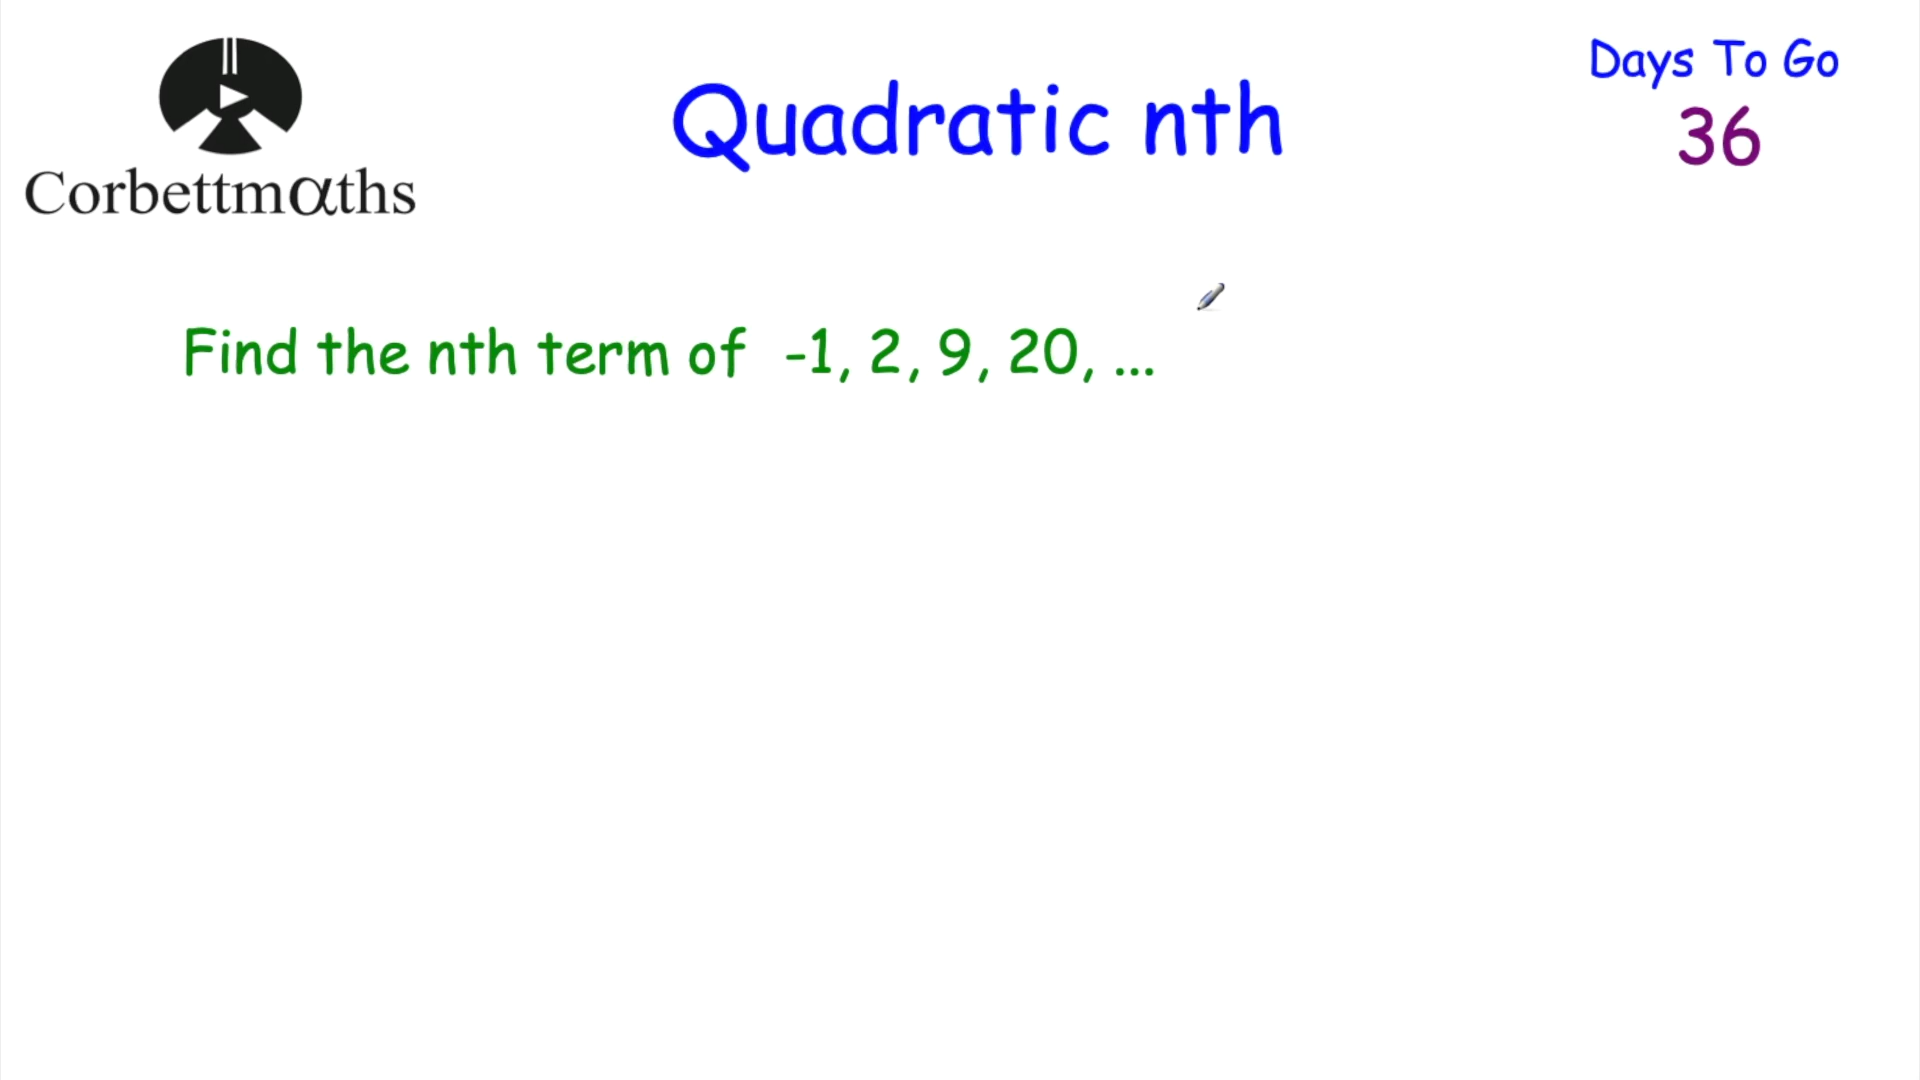 Corbettmαths
Quadratic nth
Days To Go
36
Find the nth term of -1, 2, 9, 20, ...